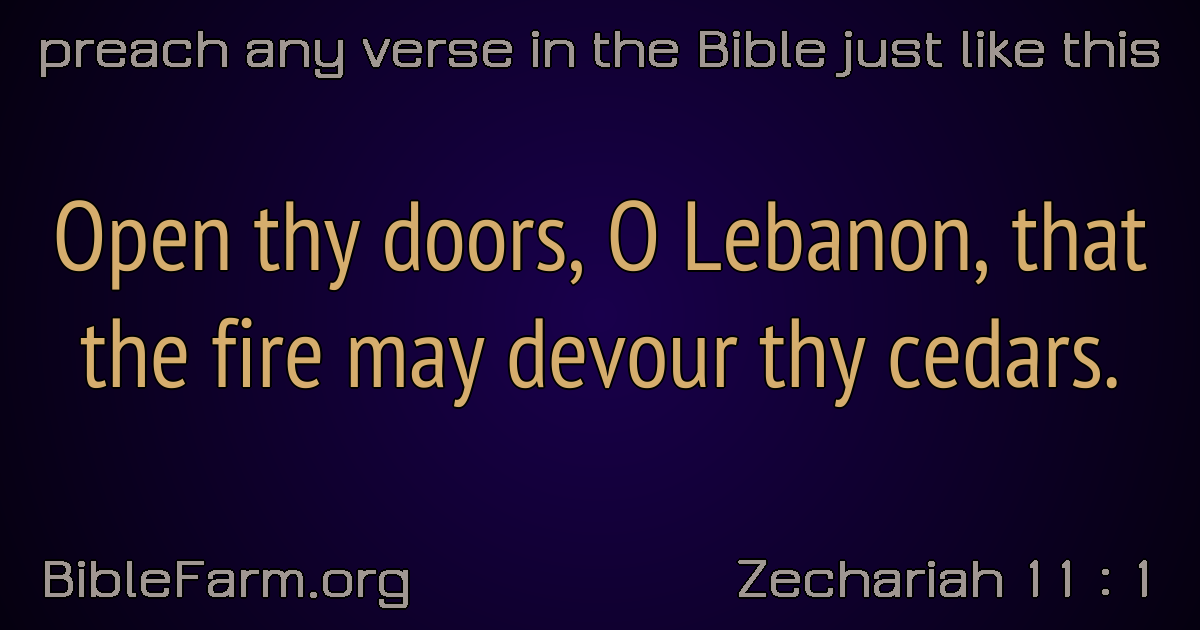 preach any verse in the Bible just like this
Open thy doors, O Lebanon, that
the fire may devour thy cedars.
BibleFarm.org
Zechariah 11 : 1